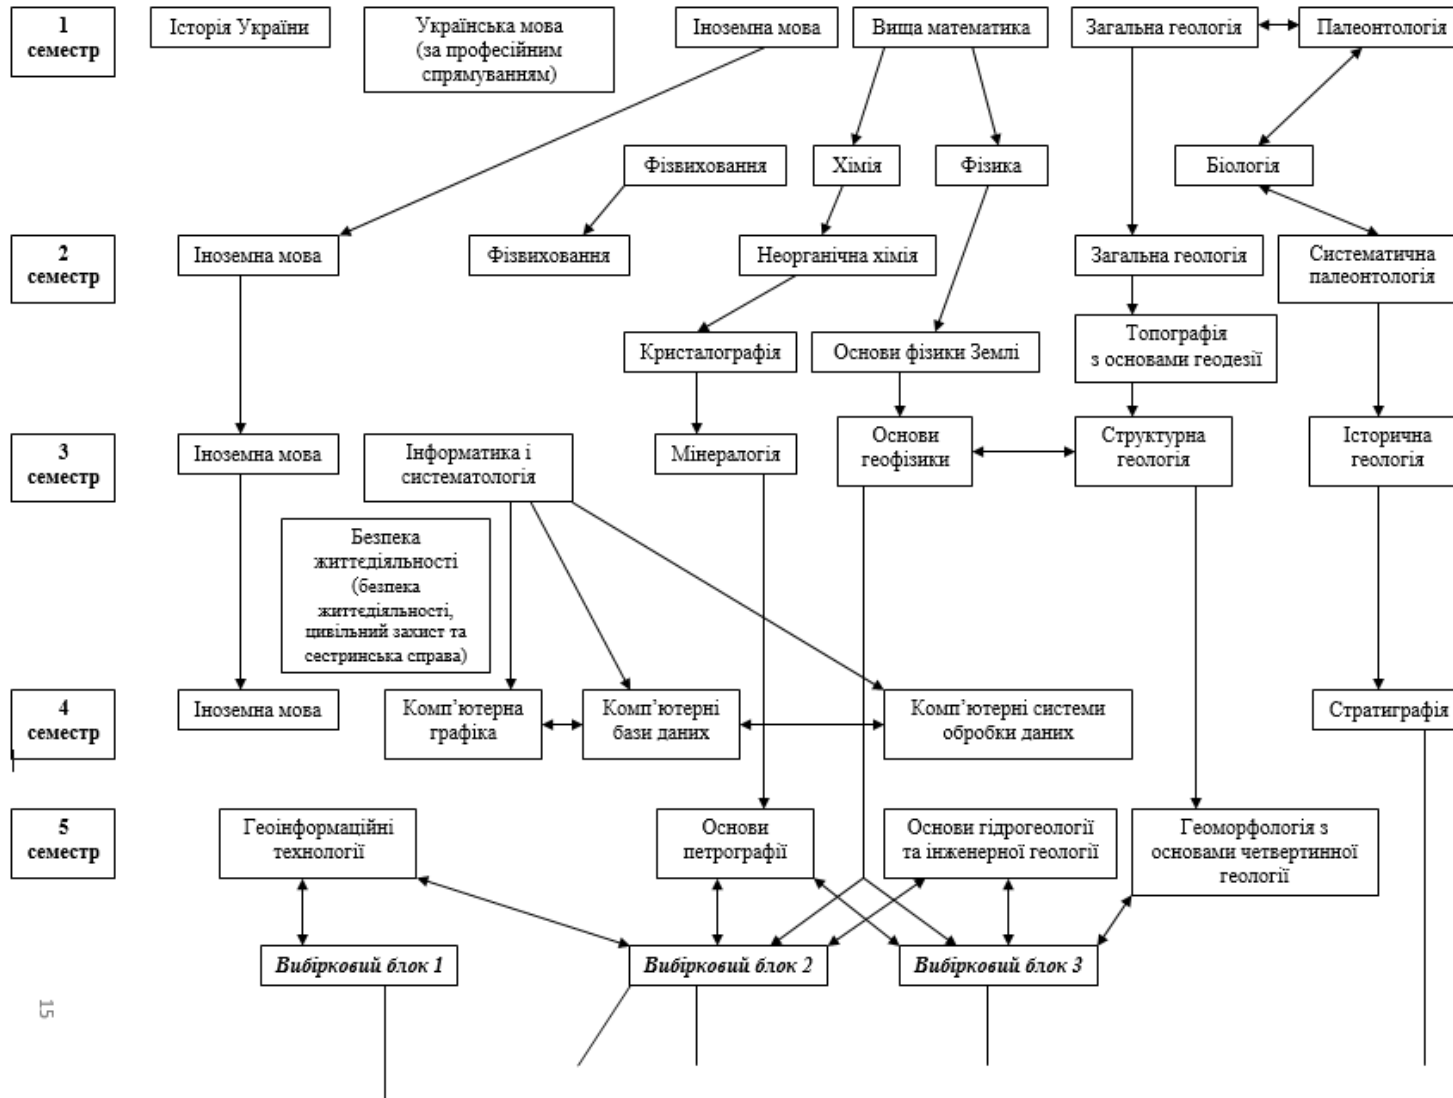 1
семестр
Історія України
Українська мова
(за професійним
спрямуванням)
Іноземна мова
Вища математика
Загальна геологія
Палеонтологія
Фізвиховання
Хімія
Фізика
Біологія
2
семестр
Іноземна мова
Фізвиховання
Неорганічна хімія
Загальна геологія
Систематична
палеонтологія
Кристалографія
Основи фізики Землі
Топографія
з основами геодезії
3
семестр
Іноземна мова
Інформатика і
систематологія
Мінералогія
Основи
геофізики
Структурна
геологія
Історична
геологія
Безпека
життєдіяльності
(безпека
життєдіяльності,
цивільний захист та
сестринська справа)
4
семестр
Іноземна мова
Комп’ютерна
графіка
Комп’ютерні
бази даних
Комп’ютерні системи
обробки даних
Стратиграфія
5
семестр
Геоінформаційні
технології
Основи
петрографії
Основи гідрогеології
та інженерної геології
Геоморфологія з
основами четвертинної
геології
Вибірковий блок 1
Вибірковий блок 2
Вибірковий блок 3
15